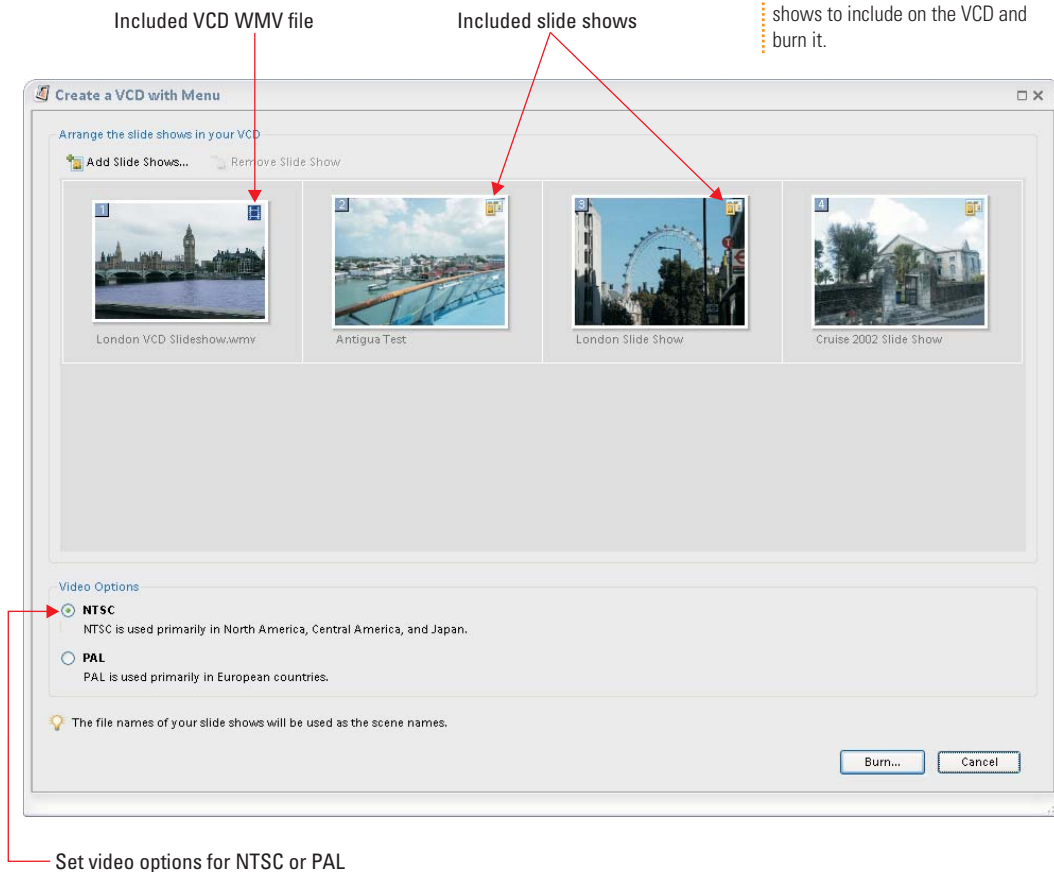 shows to include on the VCD and
burn it.
Included VCD WMV file
Included slide shows
Create a VCD with Menu
Arrange the slide shows in your VCD
Add Slide Shows...
Remove Slide Show
1
2
3
4
London VCD Slideshow.wmv
Antigua Test
London Slide Show
Cruise 2002 Slide Show
Video Options
NTSC
NTSC is used primarily in North America, Central America, and Japan.
PAL
PAL is used primarily in European countries.
The file names of your slide shows will be used as the scene names.
Burn...
Cancel
Set video options for NTSC or PAL